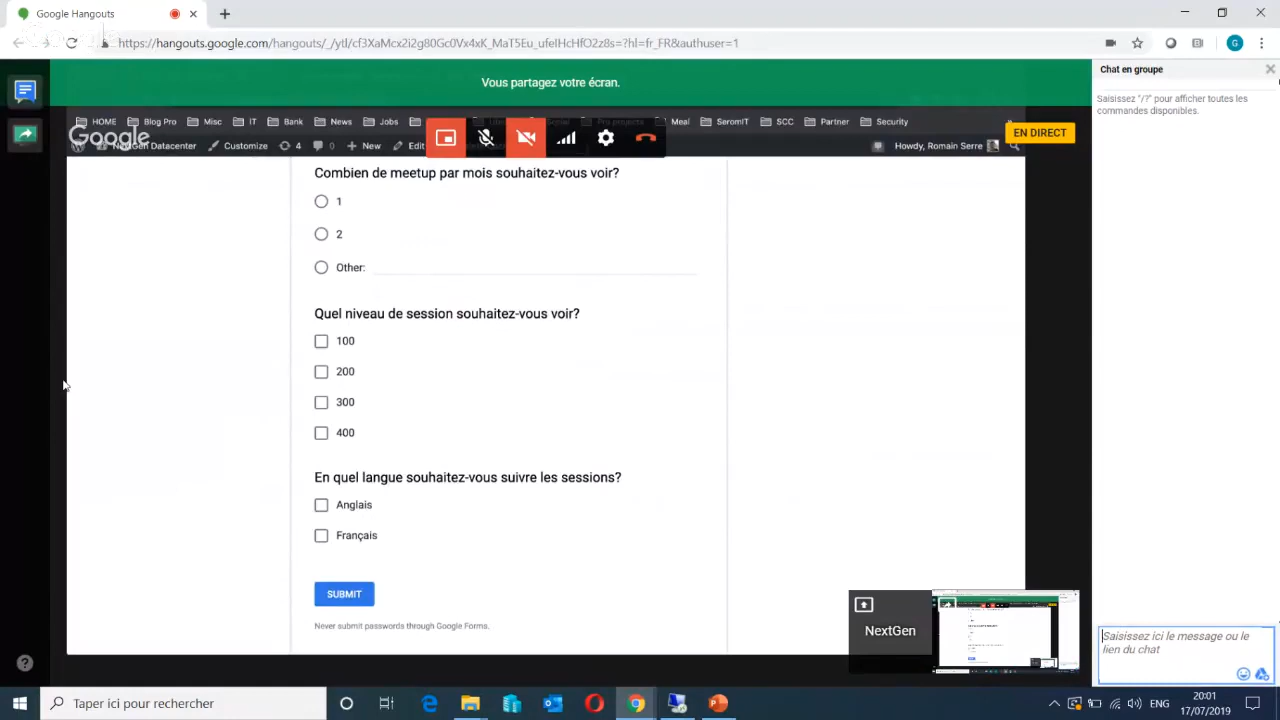 Google Hangouts
https://hangouts.google.com/hangouts/_/ytl/cf3XaMcx2i2g80Gc0Vx4xK_MaT5Eu_ufeIHcHfO2z8s=?hl=fr_FR&authuser=1
Vous partagez votre écran.
Chat en groupe
Saisissez "/?" pour afficher toutes les
commandes disponibles.
HOME Blog Pro Misc IT Bank News Jobs Pro projects Meal SeromIT SCC Partner Security
Google
EN DIRECT
Datacenter Customize 4 0 New Edit Howdy, Romain Serre
Combien de meetup par mois souhaitez-vous voir?
1
2
Other:
Quel niveau de session souhaitez-vous voir?
100
200
300
400
En quel langue souhaitez-vous suivre les sessions?
Anglais
Français
SUBMIT
Never submit passwords through Google Forms.
NextGen
Saisissez ici le message ou le
lien du chat
Taper ici pour rechercher
ENG
20:01
17/07/2019